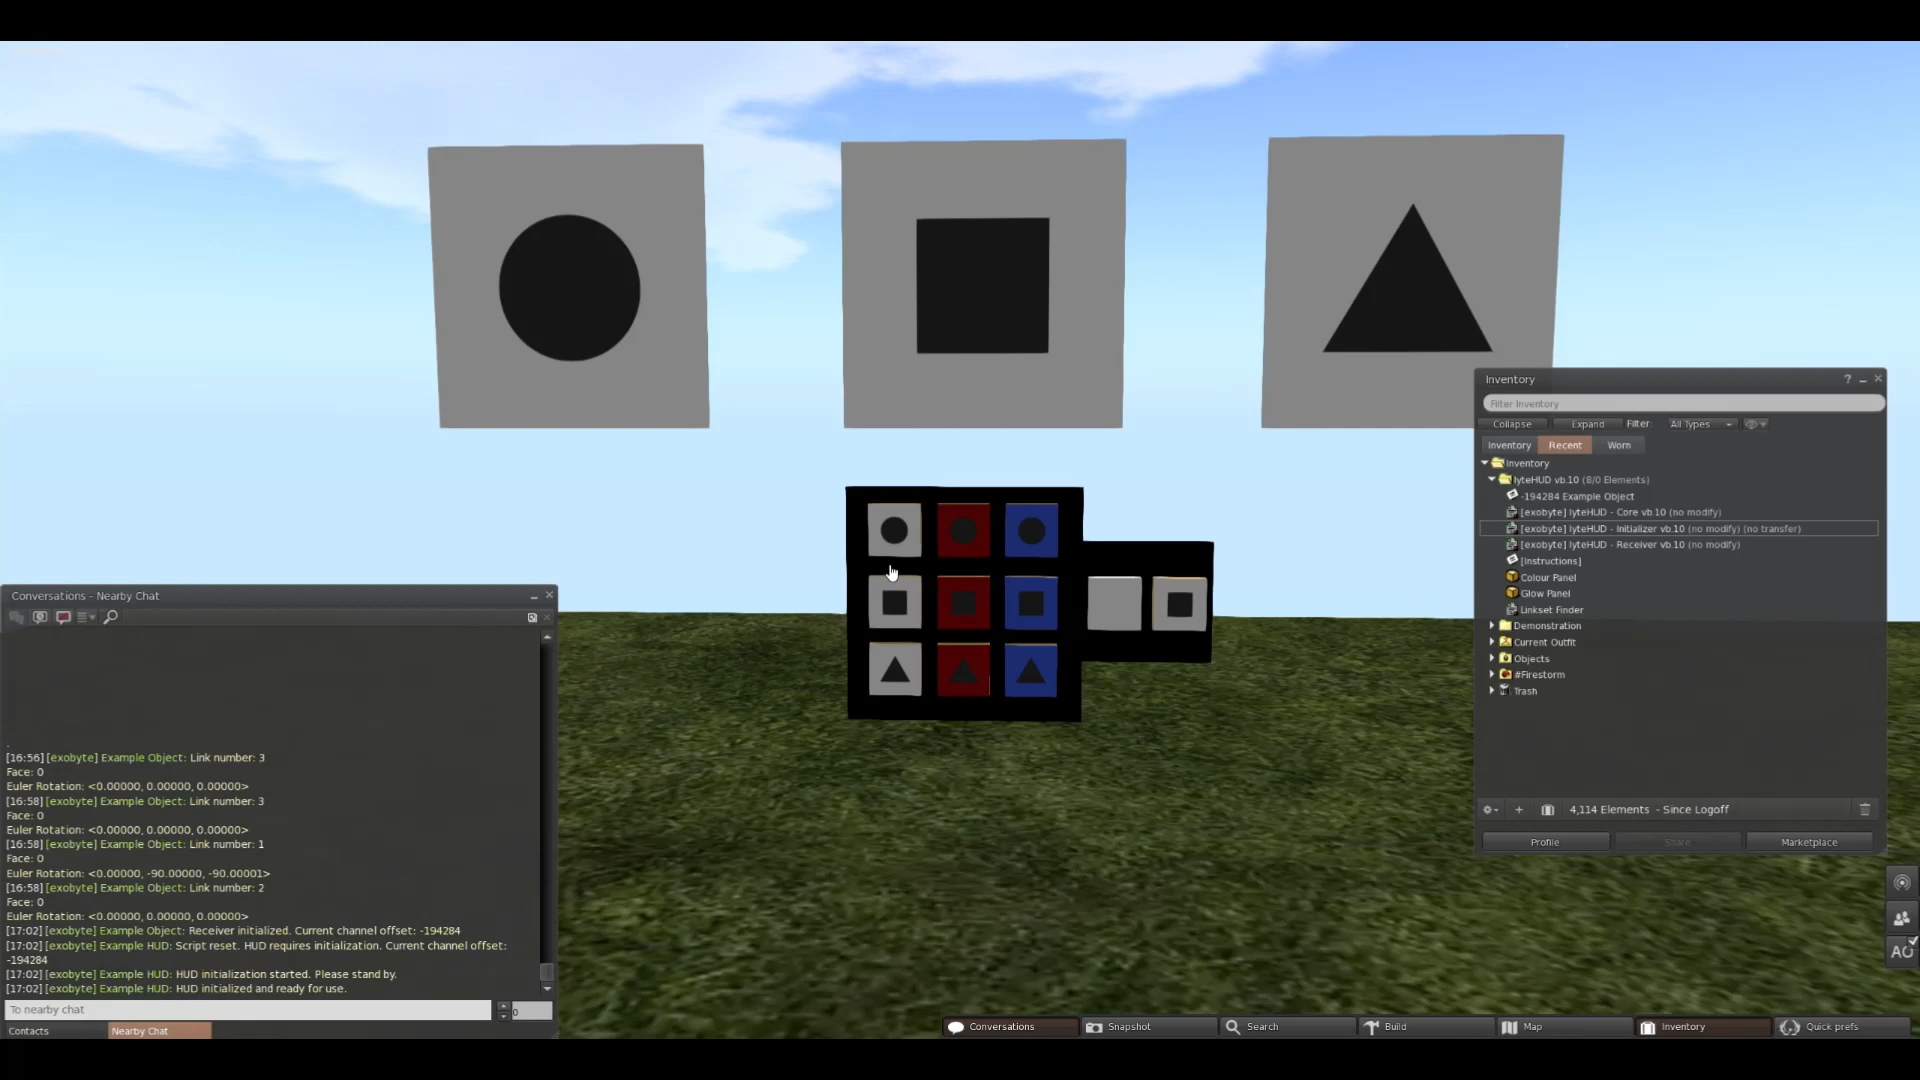 Inventory
Filter Inventory
Collapse Expand Filter: All Types
Inventory Recent Worn
Inventory
lyteHUD vb.10 (8/0 Elements)
-194284 Example Object
[exobyte] lyteHUD - Core vb.10 (no modify)
[exobyte] lyteHUD - Initializer vb.10 (no modify) (no transfer)
[exobyte] lyteHUD - Receiver vb.10 (no modify)
[Instructions]
Colour Panel
Glow Panel
Linkset Finder
Demonstration
Current Outfit
Objects
#Firestorm
Trash
4,114 Elements - Since Logoff
Profile Share Marketplace
Conversations - Nearby Chat
.
[16:56] [exobyte] Example Object: Link number: 3
Face: 0
Euler Rotation: <0.00000, 0.00000, 0.00000>
[16:58] [exobyte] Example Object: Link number: 3
Face: 0
Euler Rotation: <0.00000, 0.00000, 0.00000>
[16:58] [exobyte] Example Object: Link number: 1
Face: 0
Euler Rotation: <0.00000, -90.00000, -90.00001>
[16:58] [exobyte] Example Object: Link number: 2
Face: 0
Euler Rotation: <0.00000, 0.00000, 0.00000>
[17:02] [exobyte] Example Object: Receiver initialized. Current channel offset: -194284
[17:02] [exobyte] Example HUD: Script reset. HUD requires initialization. Current channel offset:
-194284
[17:02] [exobyte] Example HUD: HUD initialization started. Please stand by.
[17:02] [exobyte] Example HUD: HUD initialized and ready for use.
To nearby chat
0
Contacts Nearby Chat
AO
Conversations Snapshot Search Build Map Inventory Quick prefs